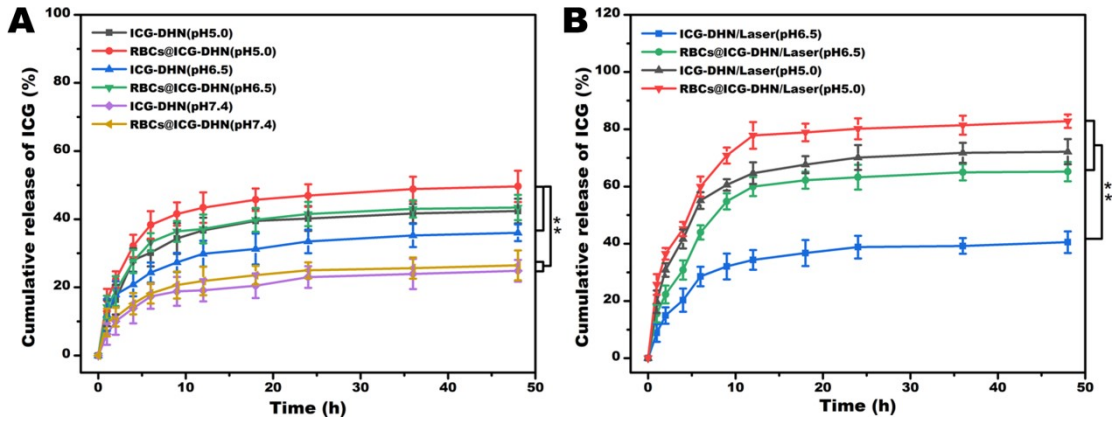 A
Cumulative release of ICG (%)
100
80
60
40
20
0
ICG-DHN(pH5.0)
RBCs@ICG-DHN(pH5.0)
ICG-DHN(pH6.5)
RBCs@ICG-DHN(pH6.5)
ICG-DHN(pH7.4)
RBCs@ICG-DHN(pH7.4)
**
0 10 20 30 40 50
Time (h)
B
Cumulative release of ICG (%)
120
100
80
60
40
20
0
ICG-DHN/Laser(pH6.5)
RBCs@ICG-DHN/Laser(pH6.5)
ICG-DHN/Laser(pH5.0)
RBCs@ICG-DHN/Laser(pH5.0)
**
0 10 20 30 40 50
Time (h)